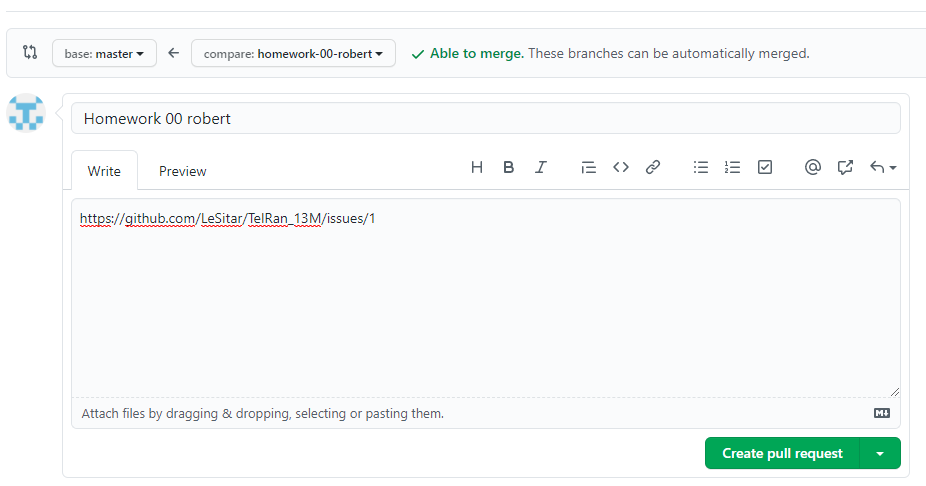 base: master compare: homework-00-robert Able to merge. These branches can be automatically merged.
Homework 00 robert
Write Preview
https://github.com/LeSitar/TelRan_13M/issues/1
Attach files by dragging & dropping, selecting or pasting them.
Create pull request